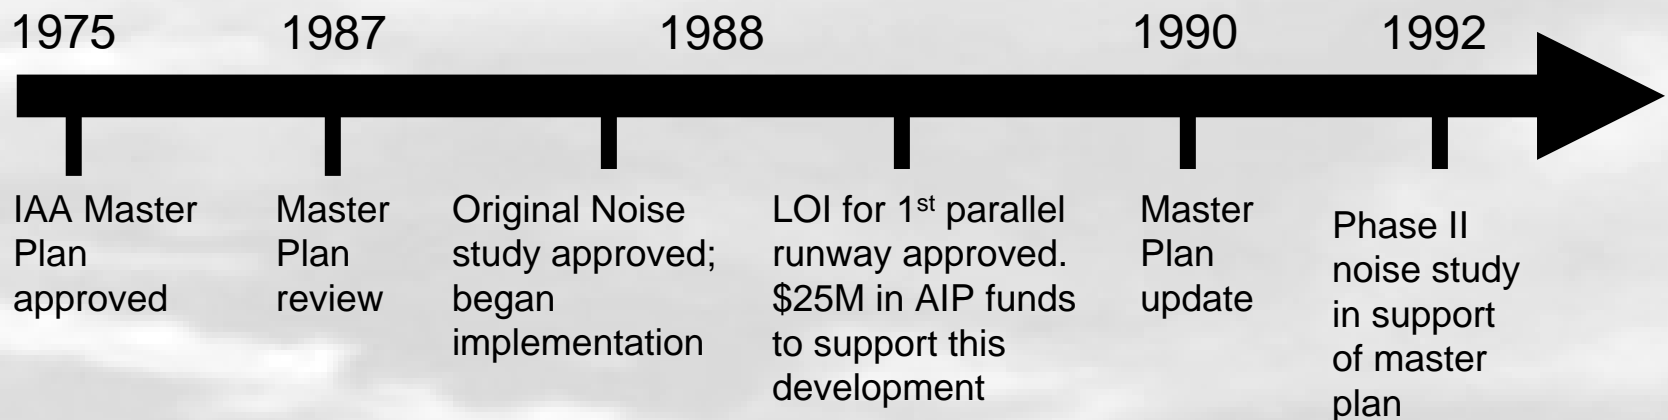 1975 1987 1988 1990 1992
IAA Master
Plan
approved
Master
Plan
review
Original Noise
study approved;
began
implementation
LOI for 1st parallel
runway approved.
$25M in AIP funds
to support this
development
Master
Plan
update
Phase II
noise study
in support
of master
plan